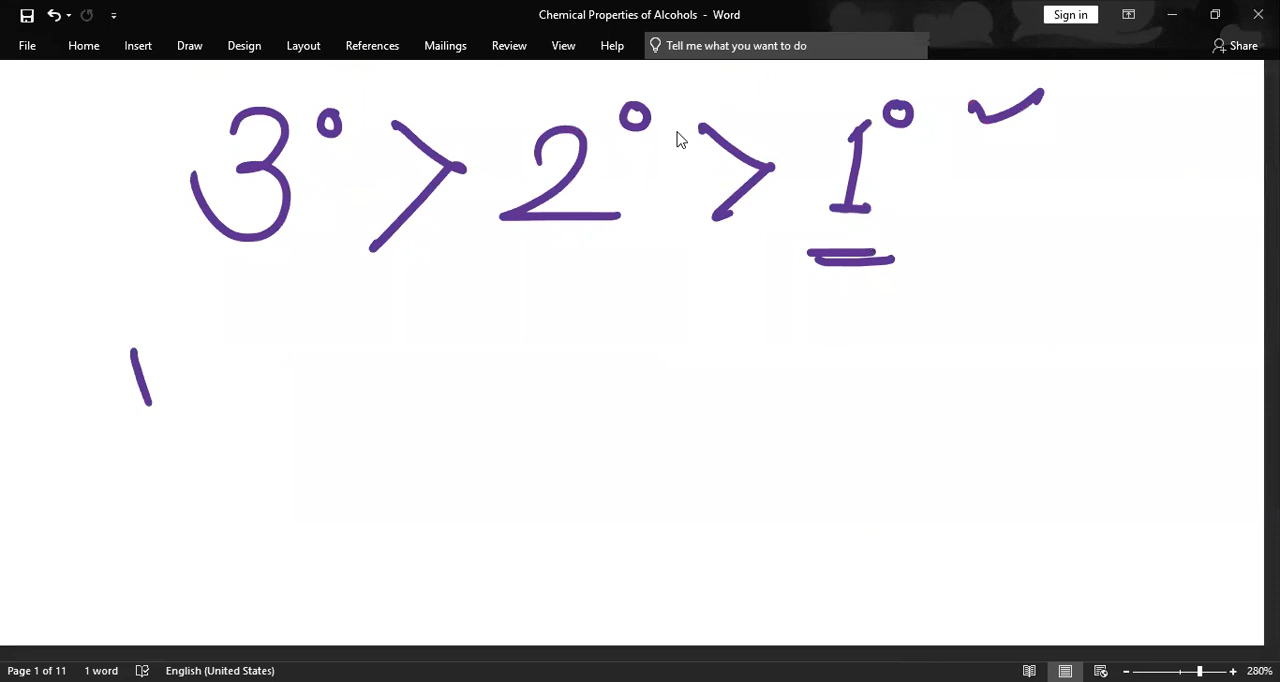 Chemical Properties of Alcohols - Word
Sign in
File Home Insert Draw Design Layout References Mailings Review View Help Tell me what you want to do Share
3° > 2° > 1° ✓
Page 1 of 11 1 word English (United States) 280%